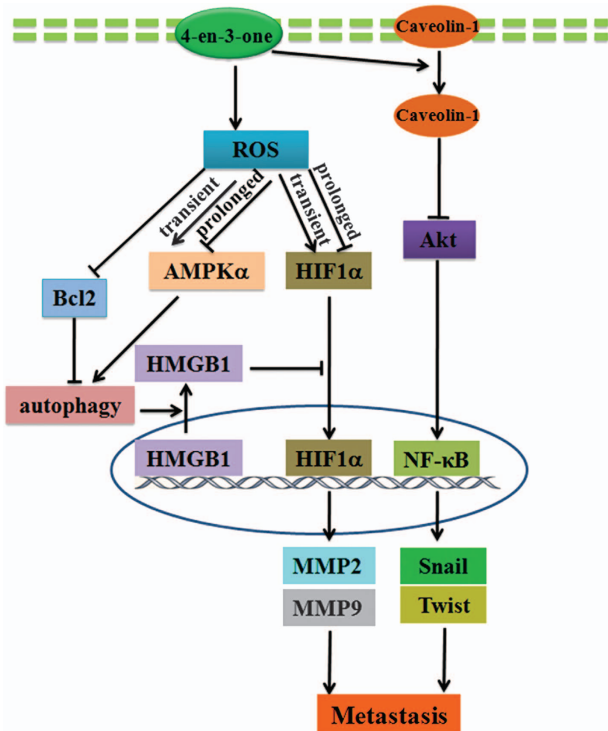 4-en-3-one
Caveolin-1
Caveolin-1
ROS
transient
prolonged
transient
prolonged
Akt
Bcl2
AMPKα
HIF1α
HMGB1
autophagy
HMGB1
HIF1α
NF-κB
MMP2
Snail
MMP9
Twist
Metastasis